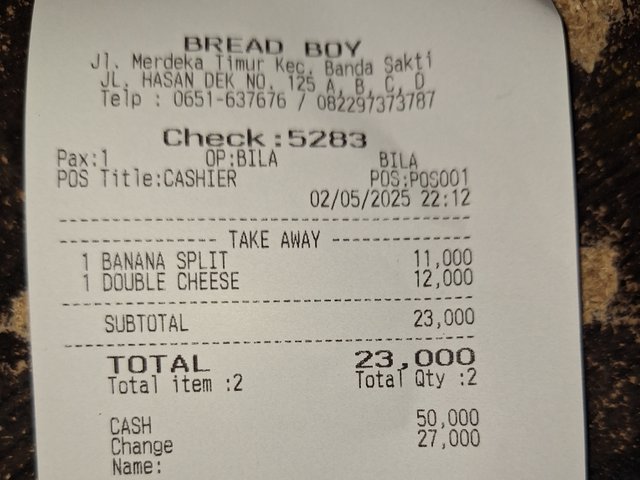 BREAD BOY
Jl. Merdeka Timur Kec. Banda Sakti
JL. HASAN DEK NO. 125 A, B, C, D
Telp : 0651-637676 / 082297373787
Check:5283
Pax:1 OP:BILA BILA
POS Title:CASHIER POS:POS001
02/05/2025 22:12
--------------- TAKE AWAY ---------------
1 BANANA SPLIT 11,000
1 DOUBLE CHEESE 12,000
SUBTOTAL 23,000
TOTAL 23,000
Total item :2 Total Qty :2
CASH 50,000
Change 27,000
Name: